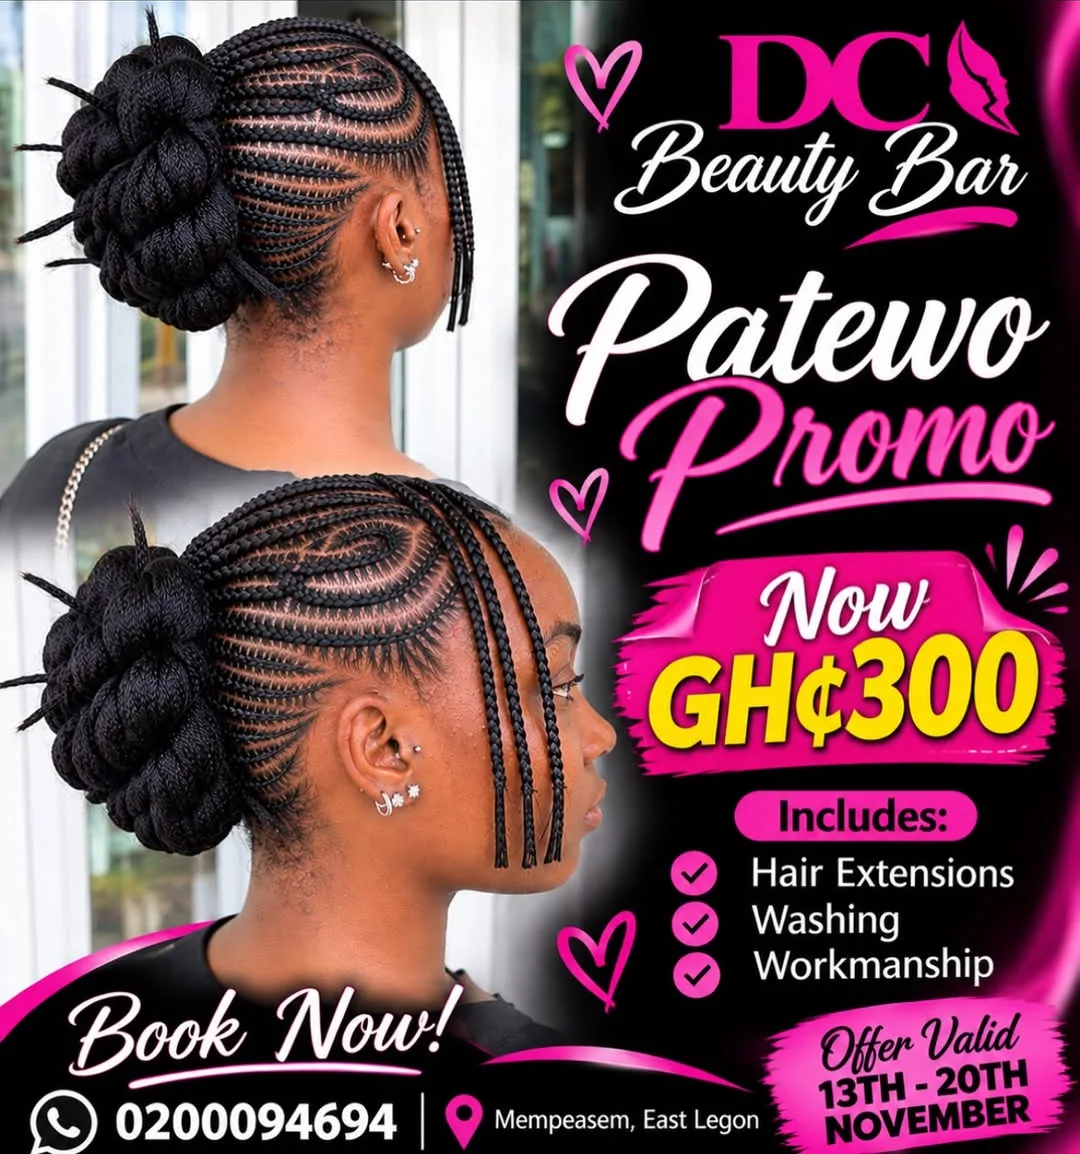 DC
Beauty Bar
Patewo
Promo
Now
GH¢300
Includes:
Hair Extensions
Washing
Workmanship
Offer Valid
13TH - 20TH
NOVEMBER
Book Now!
0200094694
Mempeasem, East Legon